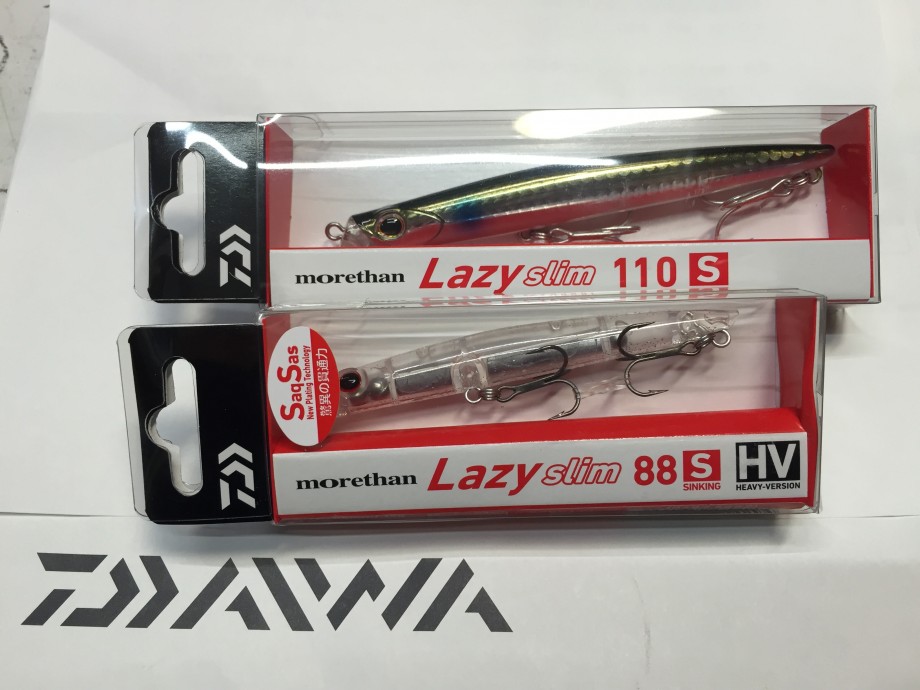 morethan Lazy slim 110 S
SaqSas
New Plating Technology
驚異の貫通力
morethan Lazy slim 88 S HV
SINKING
HEAVY-VERSION
DAIWA